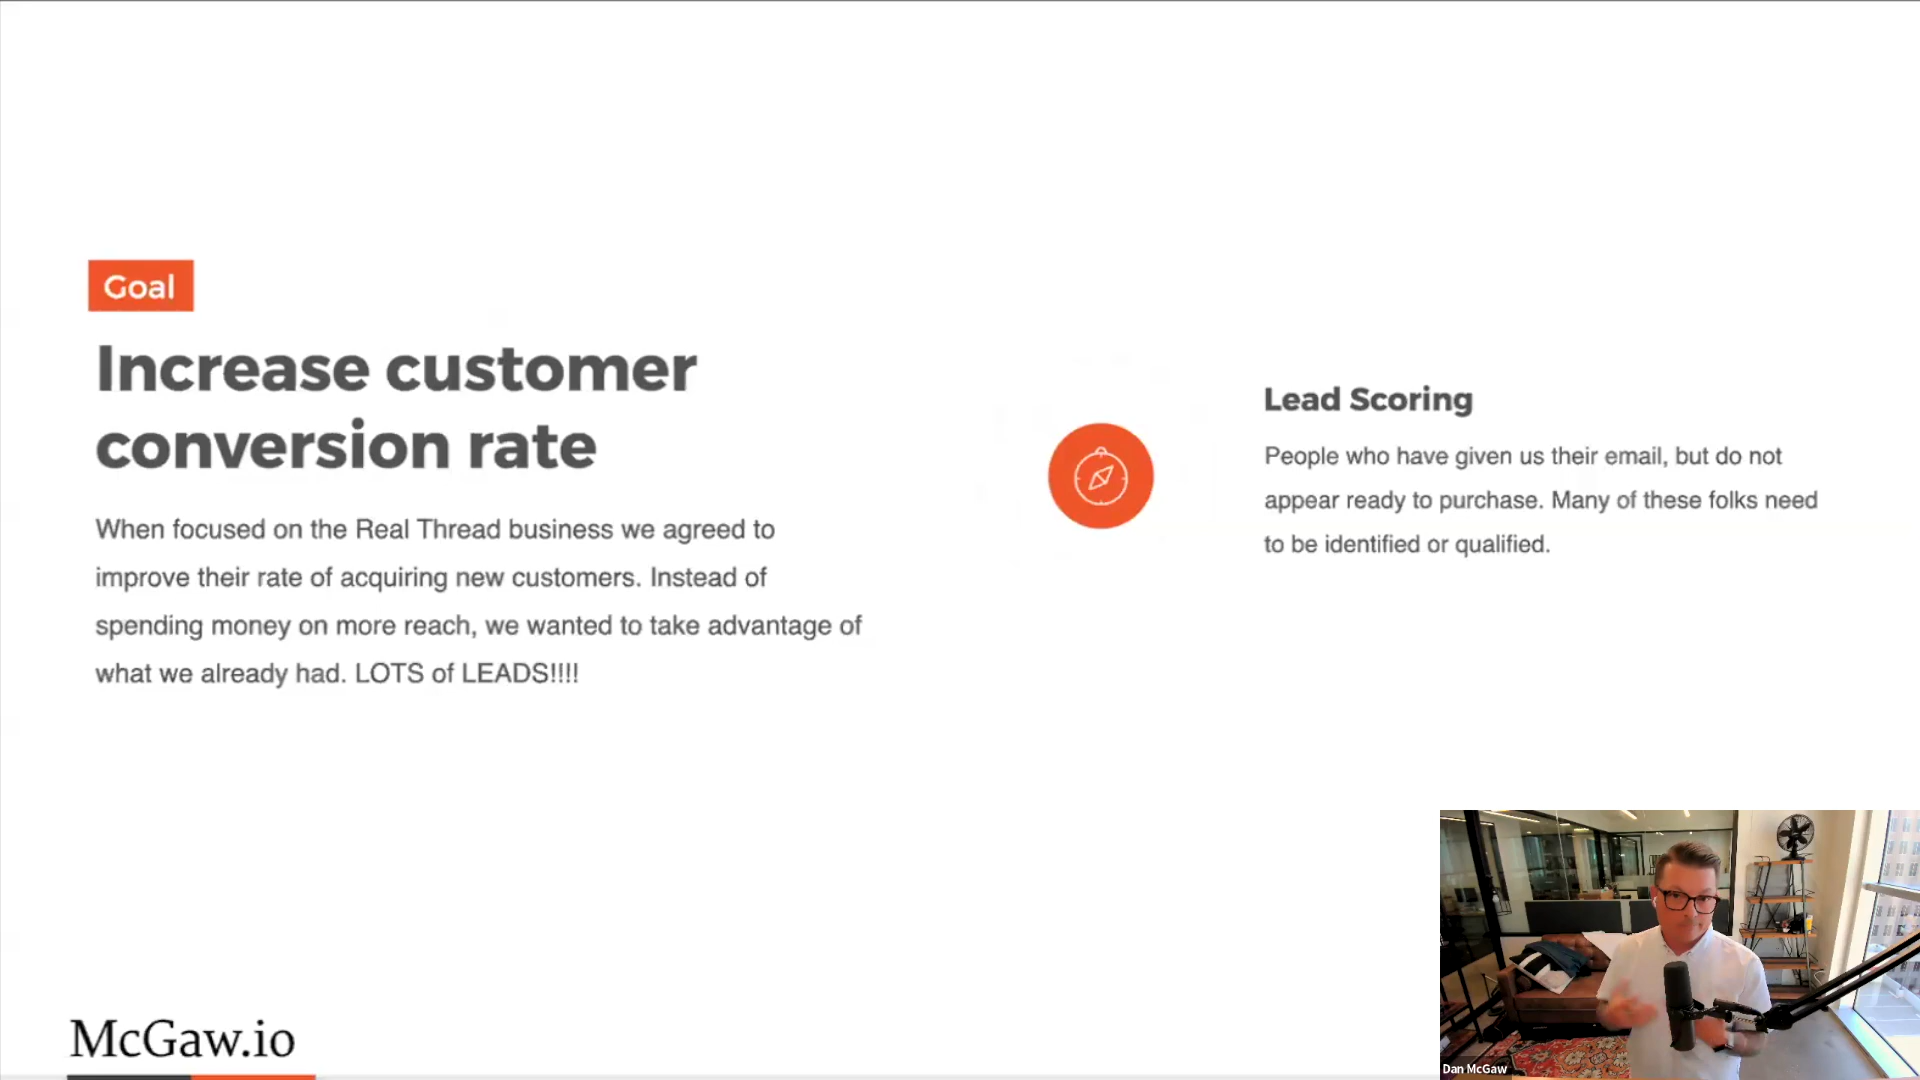 Goal
Increase customer
conversion rate
When focused on the Real Thread business we agreed to
improve their rate of acquiring new customers. Instead of
spending money on more reach, we wanted to take advantage of
what we already had. LOTS of LEADS!!!!
Lead Scoring
People who have given us their email, but do not
appear ready to purchase. Many of these folks need
to be identified or qualified.
McGaw.io
Dan McGaw